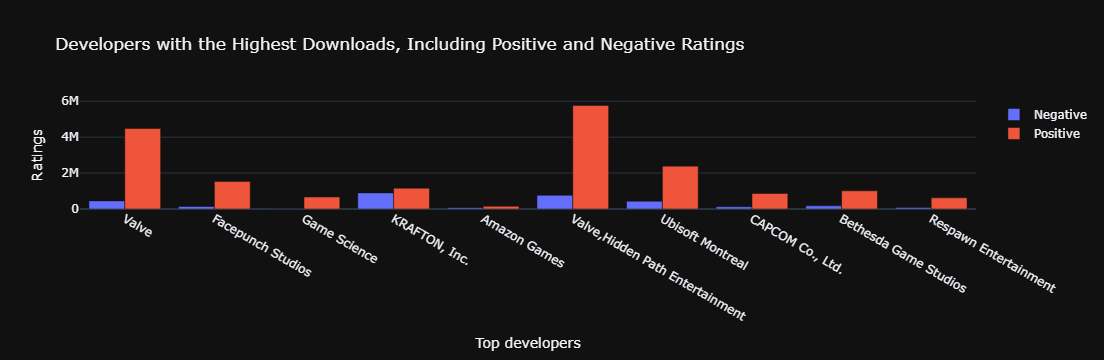 Developers with the Highest Downloads, Including Positive and Negative Ratings
6M
4M
2M
0
Ratings
Negative
Positive
Valve
Facepunch Studios
Game Science
KRAFTON, Inc.
Amazon Games
Valve,Hidden Path Entertainment
Ubisoft Montreal
CAPCOM Co., Ltd.
Bethesda Game Studios
Respawn Entertainment
Top developers